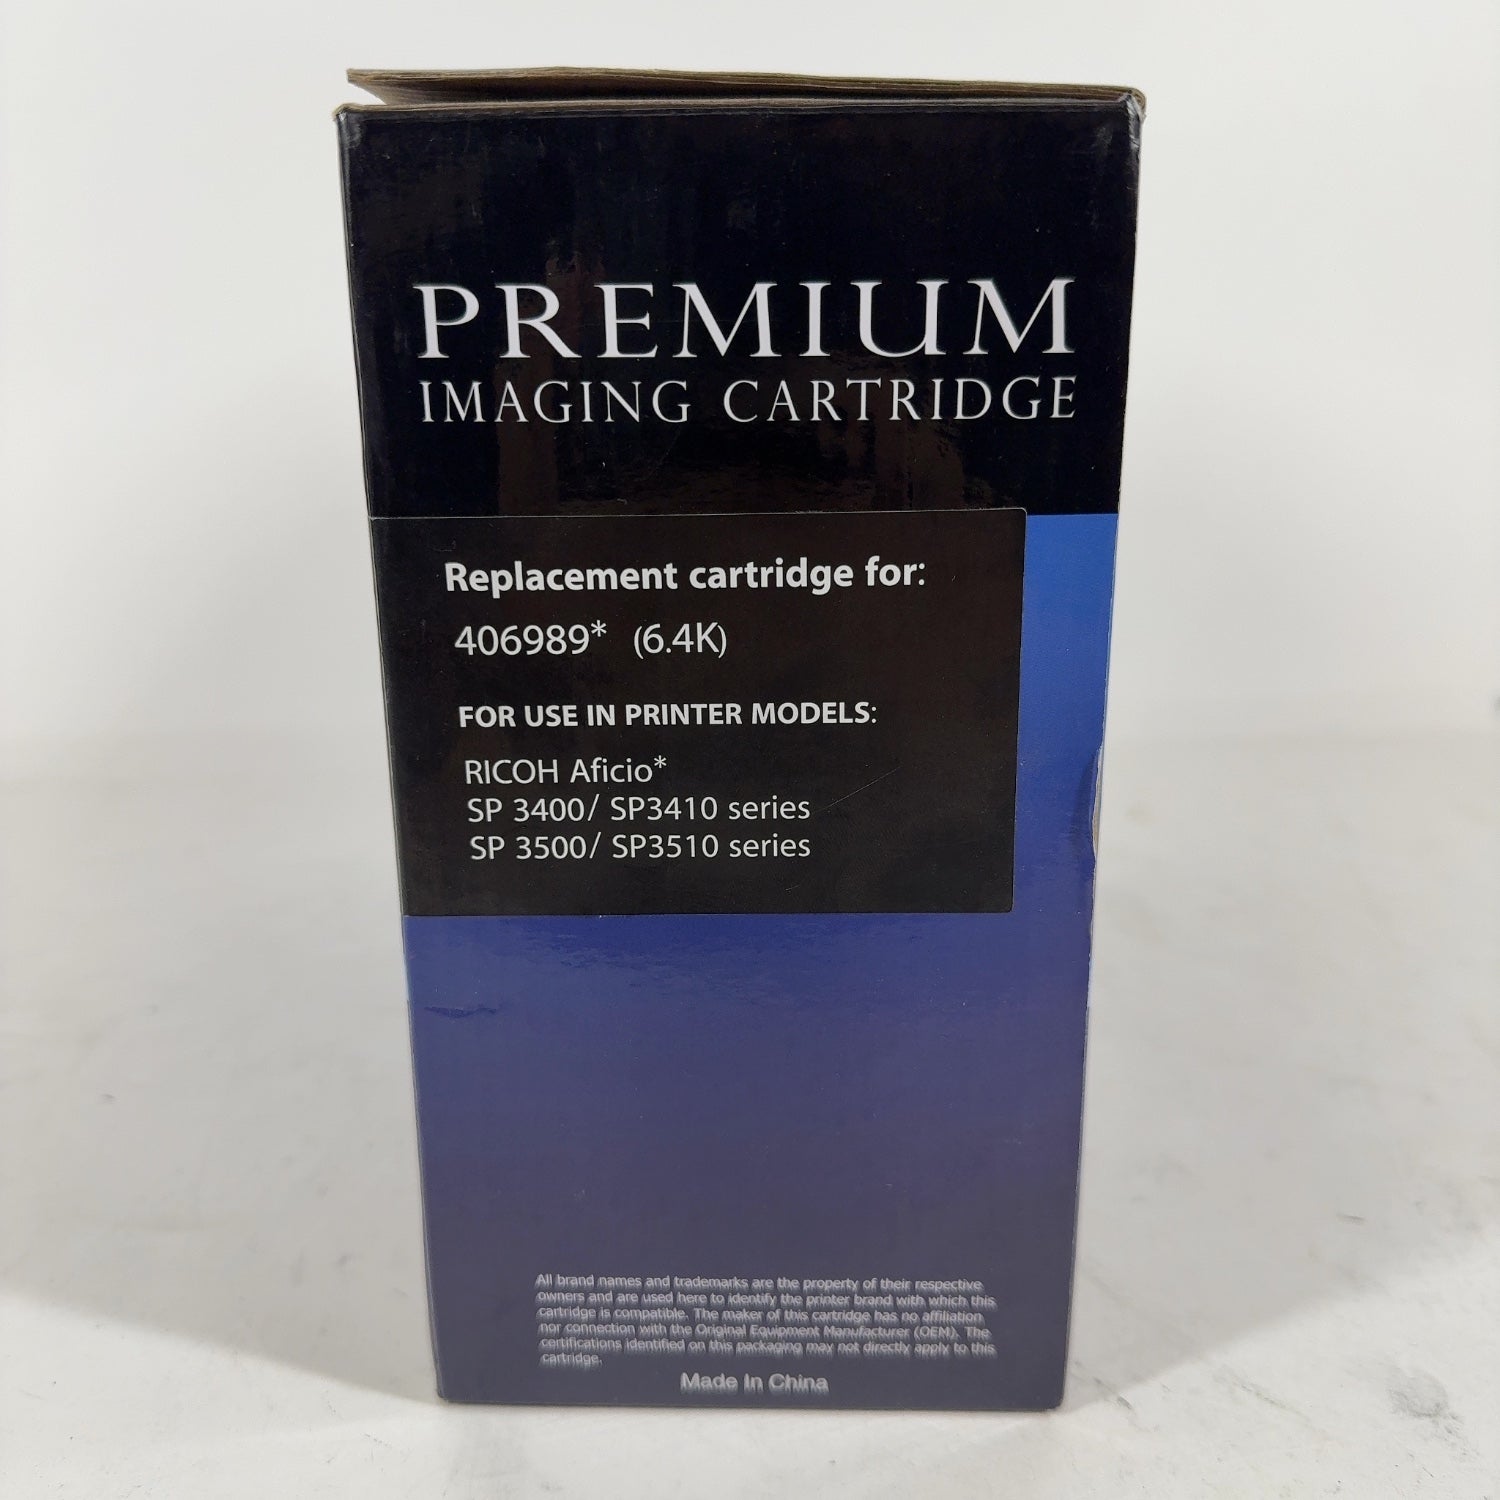 PREMIUM
IMAGING CARTRIDGE
Replacement cartridge for:
406989* (6.4K)
FOR USE IN PRINTER MODELS:
RICOH Aficio*
SP 3400/ SP3410 series
SP 3500/ SP3510 series
All brand names and trademarks are the property of their respective
owners and are used here to identify the printer brand with which this
cartridge is compatible. The maker of this cartridge has no affiliation
nor connection with the Original Equipment Manufacturer (OEM). The
certifications identified on this packaging may not directly apply to this
cartridge.
Made In China